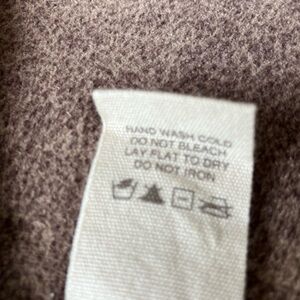 HAND WASH COLD
DO NOT BLEACH
LAY FLAT TO DRY
DO NOT IRON